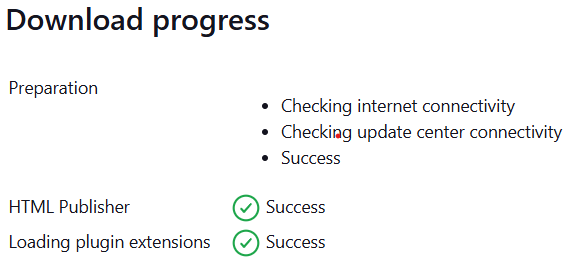 Download progress
Preparation
Checking internet connectivity
Checking update center connectivity
Success
HTML Publisher Success
Loading plugin extensions Success